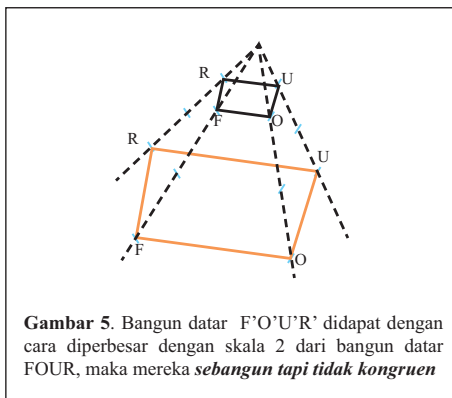 R
U
F
O
R
U
F
O
Gambar 5. Bangun datar F'O'U'R' didapat dengan
cara diperbesar dengan skala 2 dari bangun datar
FOUR, maka mereka sebangun tapi tidak kongruen